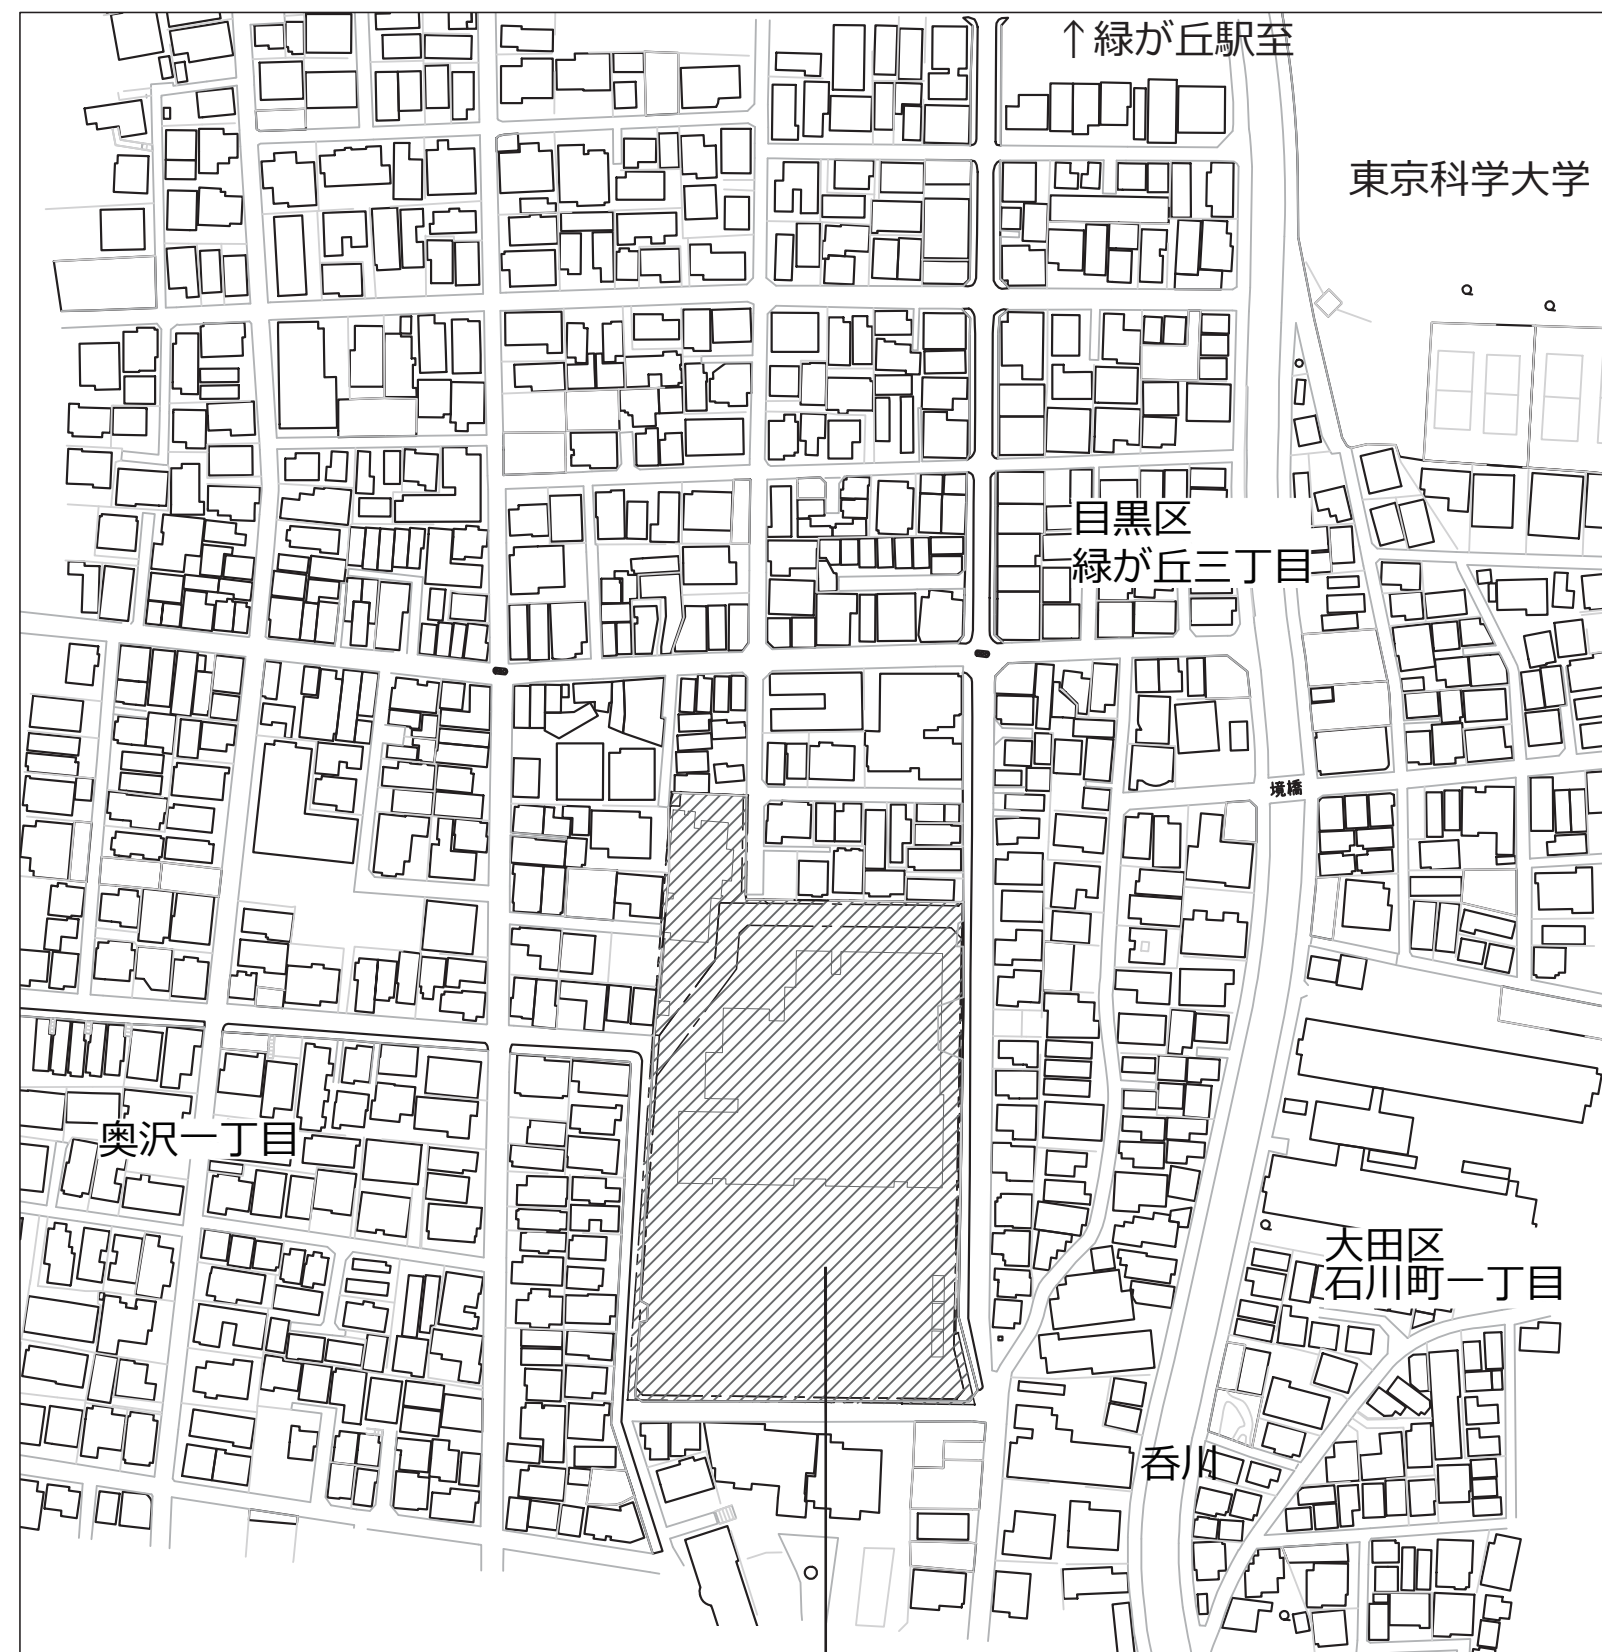 ↑緑が丘駅至
東京科学大学
目黒区
緑が丘三丁目
境橋
奥沢一丁目
大田区
石川町一丁目
呑川